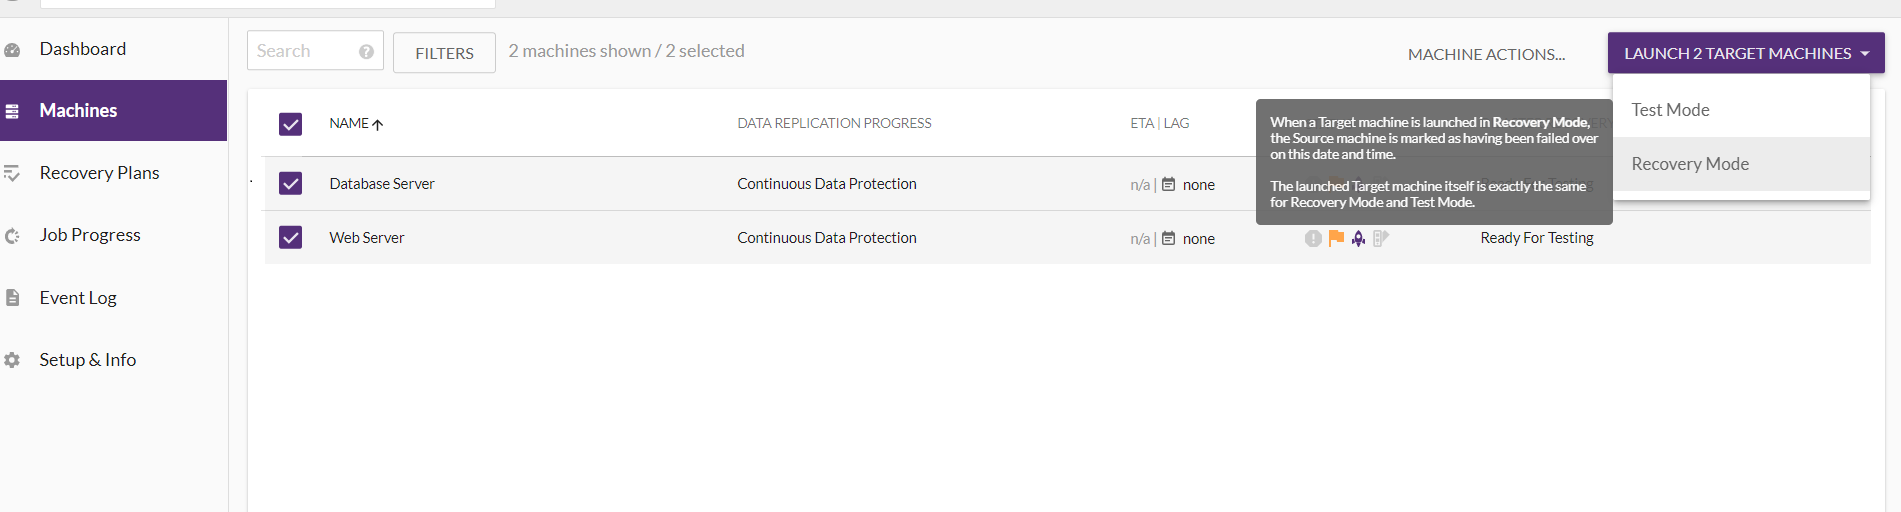 Dashboard
Machines
Recovery Plans
Job Progress
Event Log
Setup & Info
Search
FILTERS
2 machines shown / 2 selected
MACHINE ACTIONS...
LAUNCH 2 TARGET MACHINES
Test Mode
Recovery Mode
When a Target machine is launched in Recovery Mode,
the Source machine is marked as having been failed over
on this date and time.
The launched Target machine itself is exactly the same
for Recovery Mode and Test Mode.
NAME DATA REPLICATION PROGRESS ETA | LAG
Database Server Continuous Data Protection n/a | none Ready For Testing
Web Server Continuous Data Protection n/a | none Ready For Testing